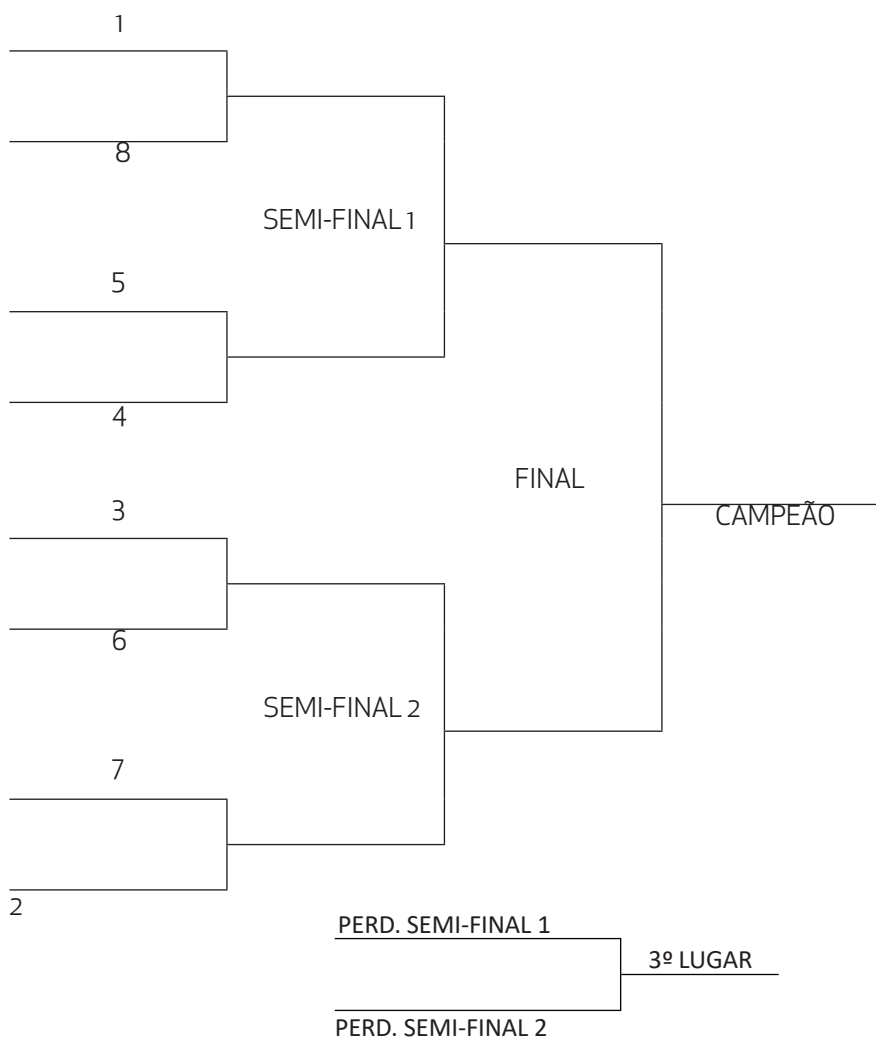 1
8
SEMI-FINAL 1
5
4
FINAL
3
CAMPEÃO
6
SEMI-FINAL 2
7
2
PERD. SEMI-FINAL 1
3º LUGAR
PERD. SEMI-FINAL 2